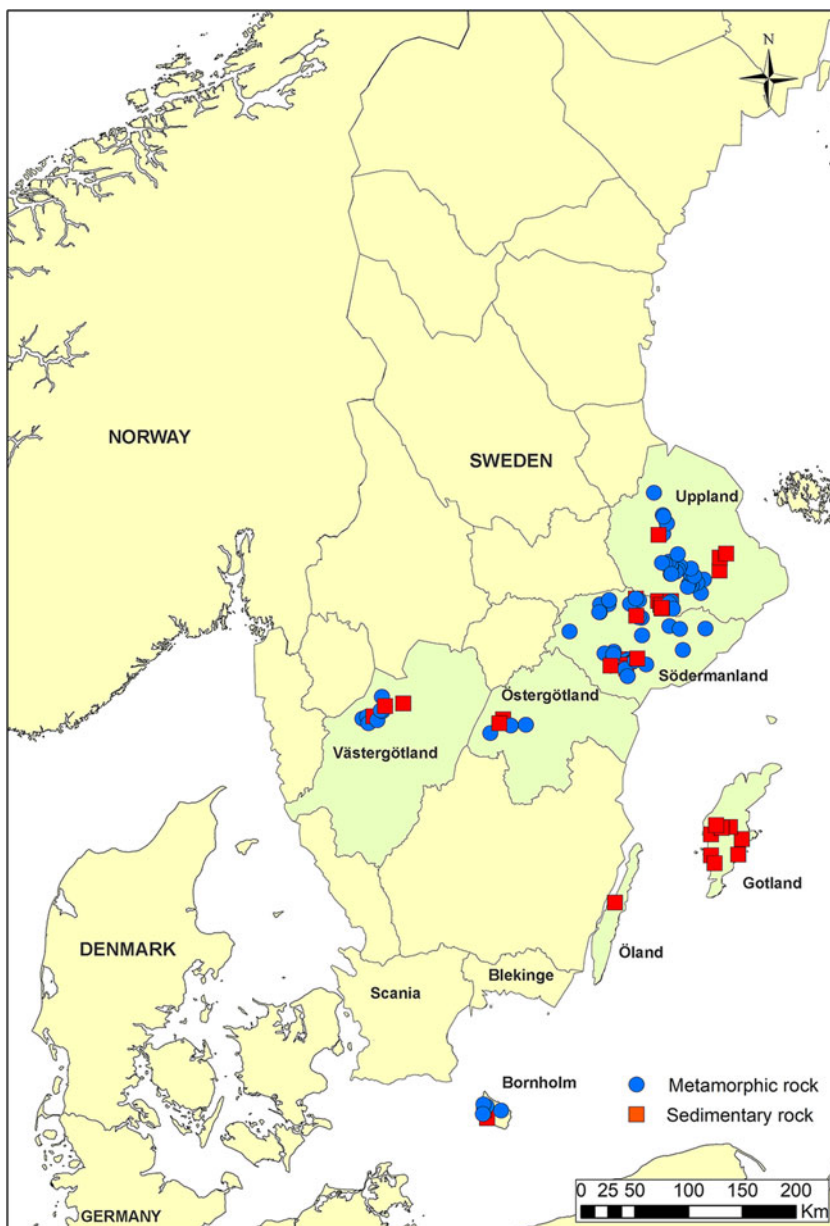 N
NORWAY
SWEDEN
Uppland
Södermanland
Östergötland
Västergötland
Gotland
DENMARK
Öland
Blekinge
Scania
Bornholm
Metamorphic rock
Sedimentary rock
0 25 50 100 150 200
Km
GERMANY